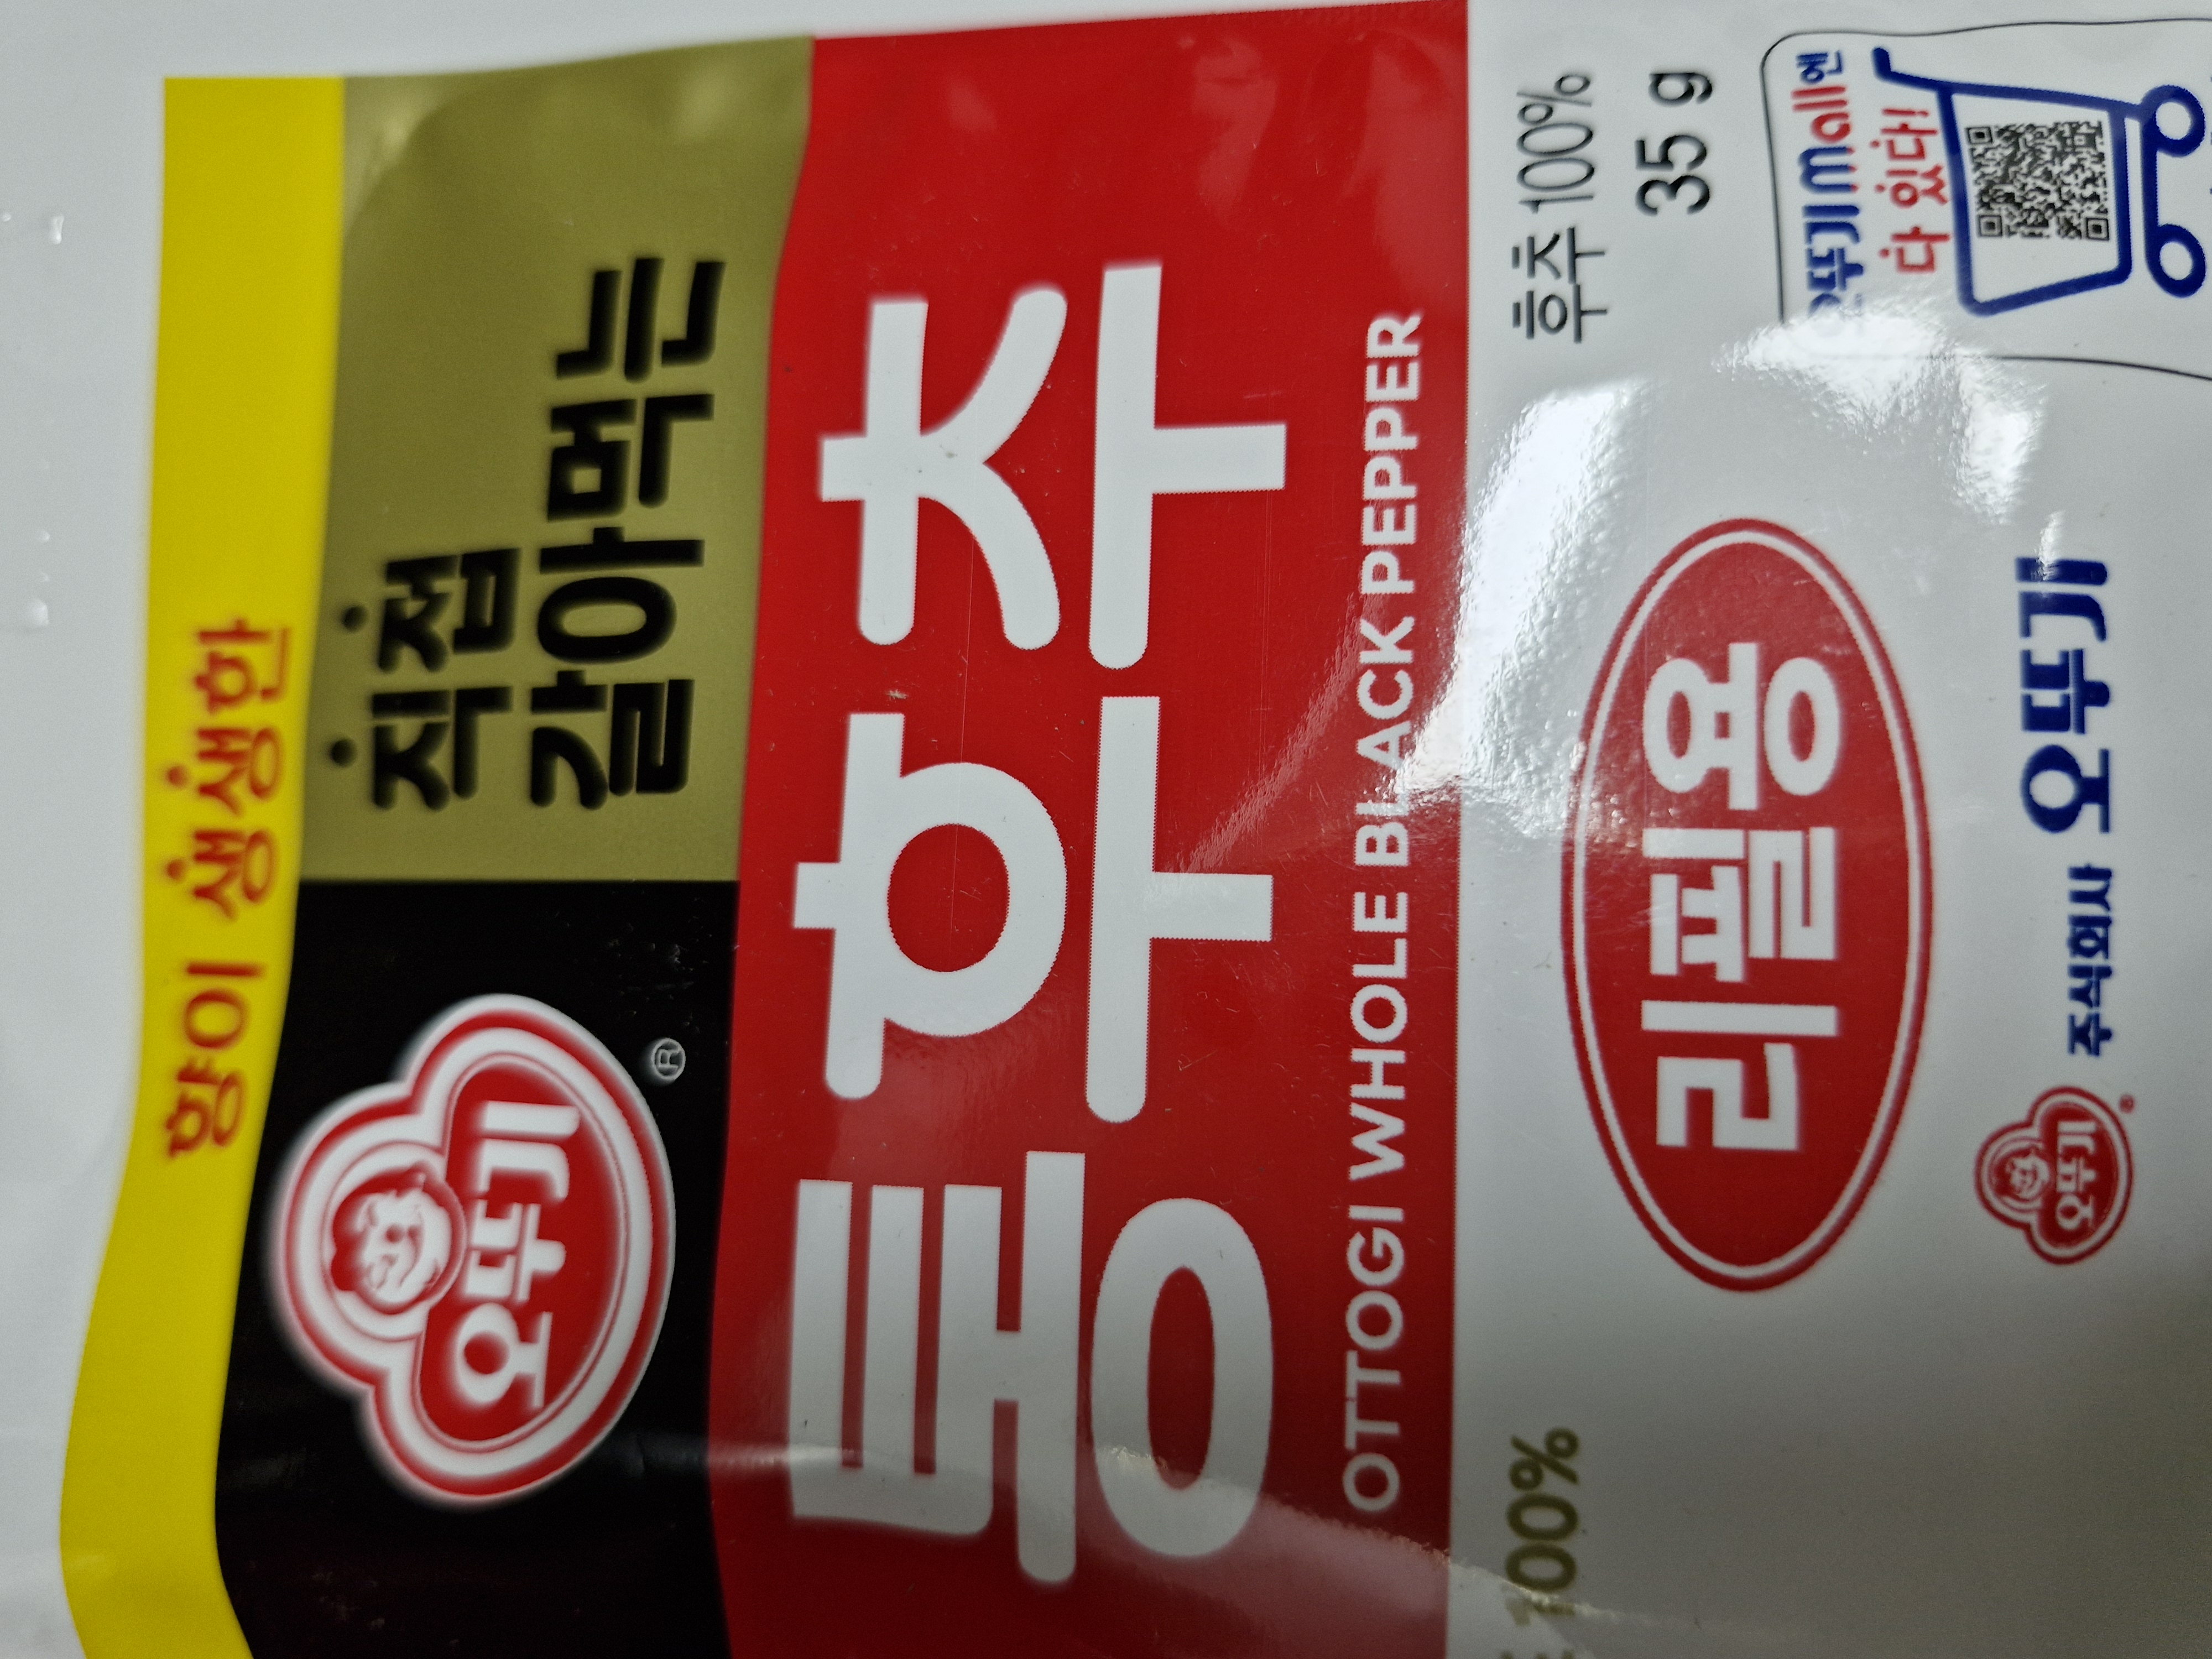 향이 생생한
오뚜기 ®
직접
갈아먹는
통후추
OTTOGI WHOLE BLACK PEPPER
100%
후추 100%
35 g
리필용
오뚜기mall엔
다 있다!
오뚜기 ® 주식회사 오뚜기